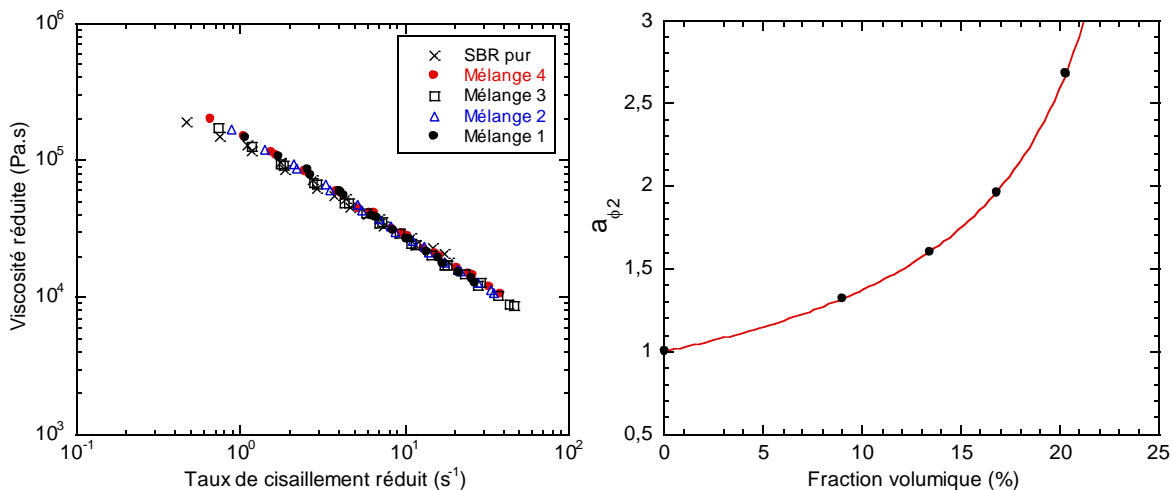 10^6
10^5
10^4
10^3
Viscosité réduite (Pa.s)
SBR pur
Mélange 4
Mélange 3
Mélange 2
Mélange 1
10^-1
10^0
10^1
10^2
Taux de cisaillement réduit (s^-1)
3
2,5
2
1,5
1
0,5
a_ϕ2
0
5
10
15
20
25
Fraction volumique (%)